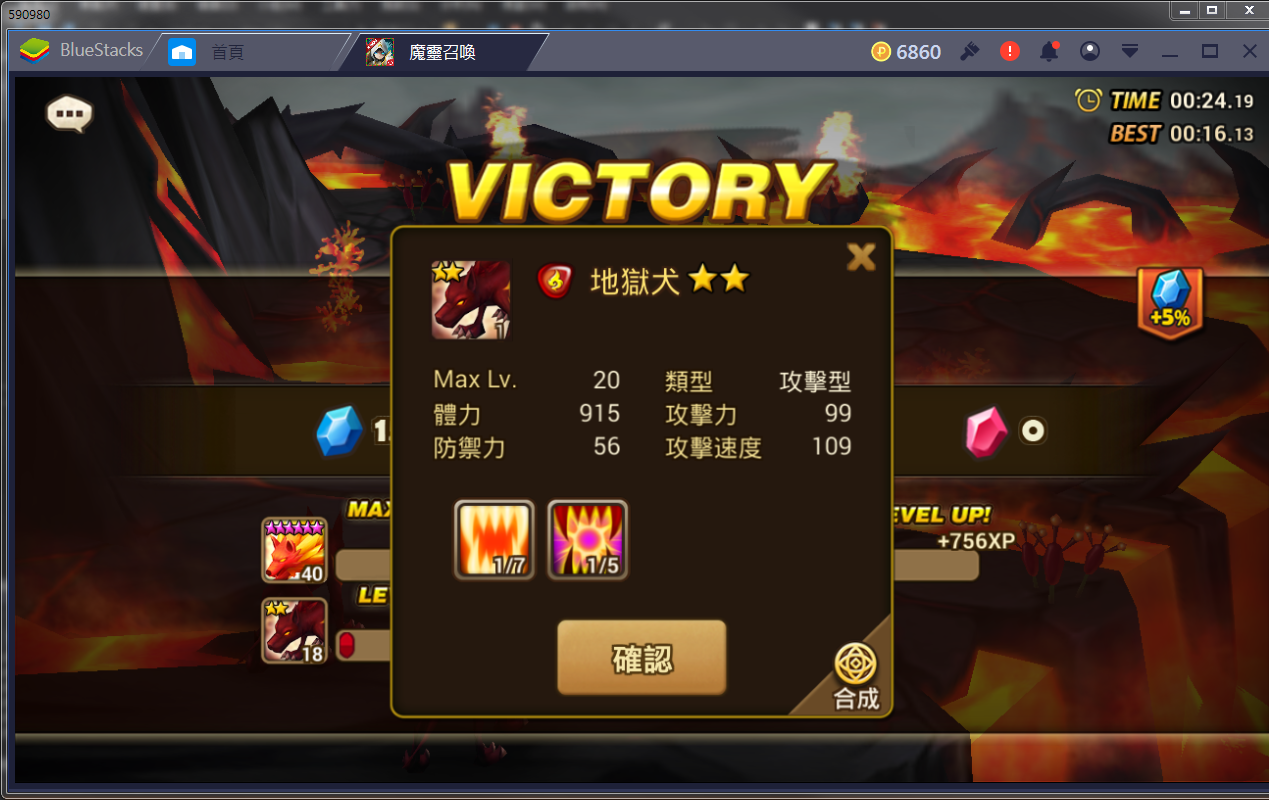 590980
BlueStacks
首頁
魔靈召喚
6860
TIME 00:24.19
BEST 00:16.13
VICTORY
地獄犬
+5%
Max Lv. 20 類型 攻擊型
體力 915 攻擊力 99
防禦力 56 攻擊速度 109
0
MAX
EVEL UP!
+756XP
1/7
1/5
40
LE
18
確認
合成